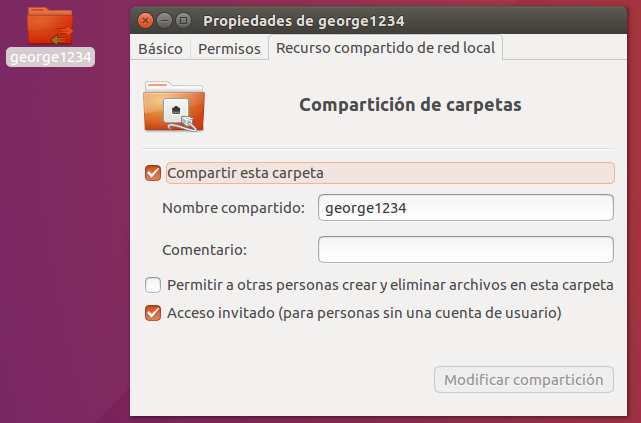 george1234
Propiedades de george1234
Básico Permisos Recurso compartido de red local
Compartición de carpetas
Compartir esta carpeta
Nombre compartido: george1234
Comentario:
Permitir a otras personas crear y eliminar archivos en esta carpeta
Acceso invitado (para personas sin una cuenta de usuario)
Modificar compartición